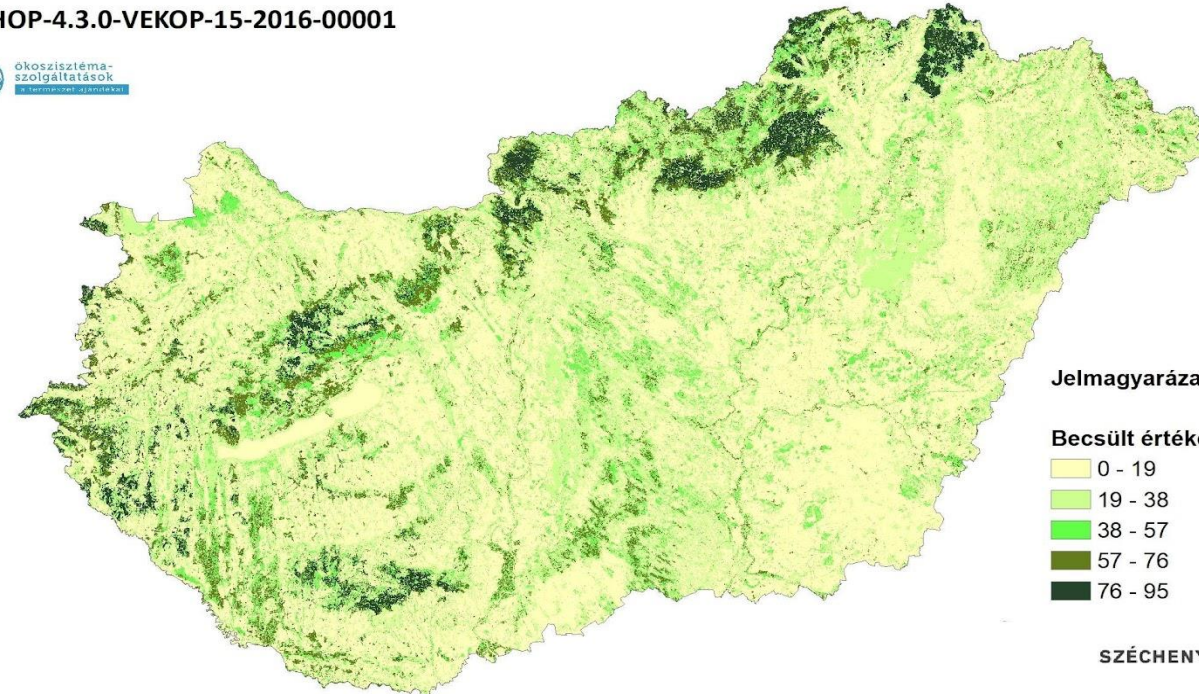 HOP-4.3.0-VEKOP-15-2016-00001
ökoszisztéma-
szolgáltatások
a természet ajándékai
Jelmagyaráza
Becsült érték
0 - 19
19 - 38
38 - 57
57 - 76
76 - 95
SZÉCHENY